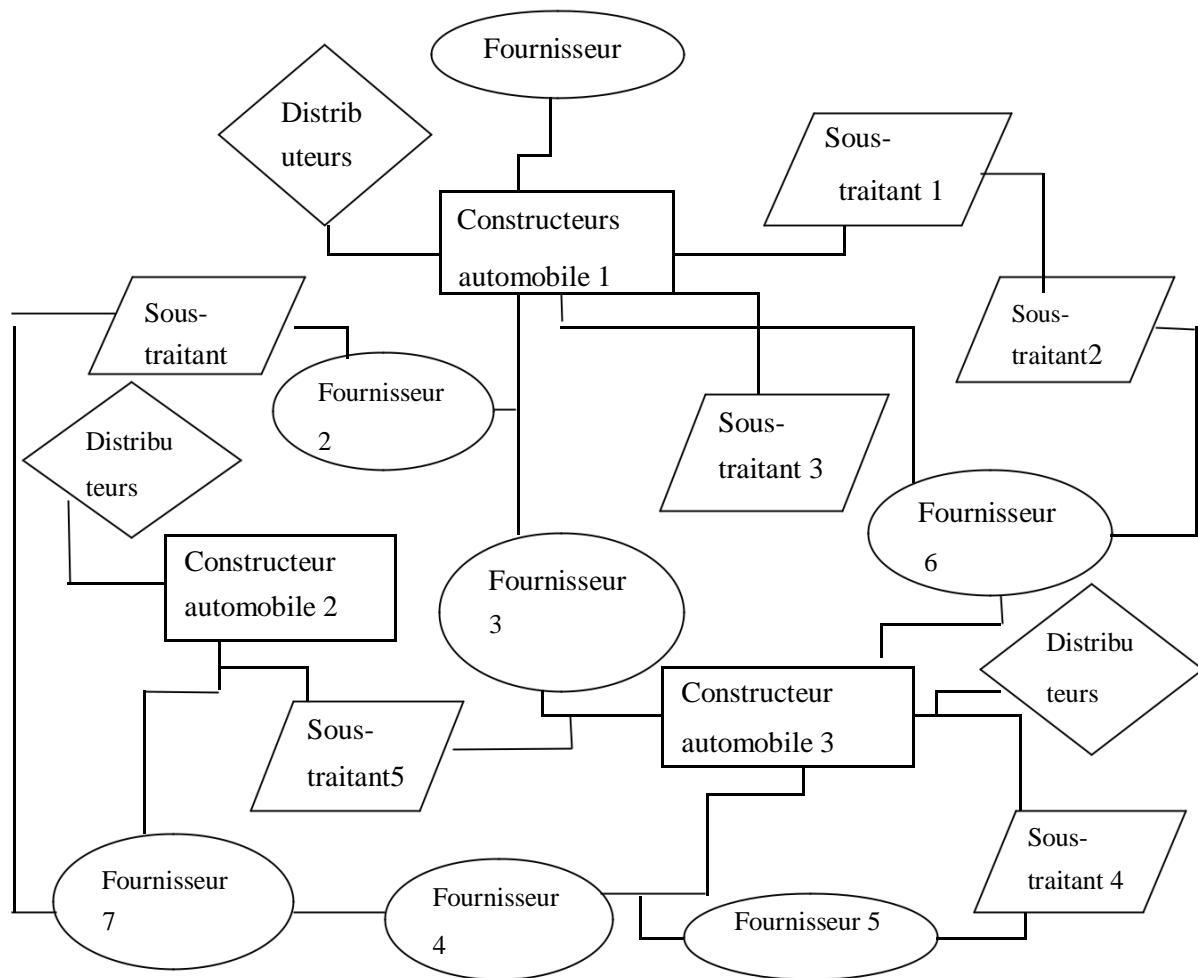 Fournisseur
Distrib
uteurs
Sous-
traitant 1
Constructeurs
automobile 1
Sous-
traitant
Sous-
traitant2
Fournisseur
2
Distribu
teurs
Sous-
traitant 3
Fournisseur
6
Constructeur
automobile 2
Fournisseur
3
Distribu
teurs
Constructeur
automobile 3
Sous-
traitant5
Sous-
traitant 4
Fournisseur
7
Fournisseur
4
Fournisseur 5